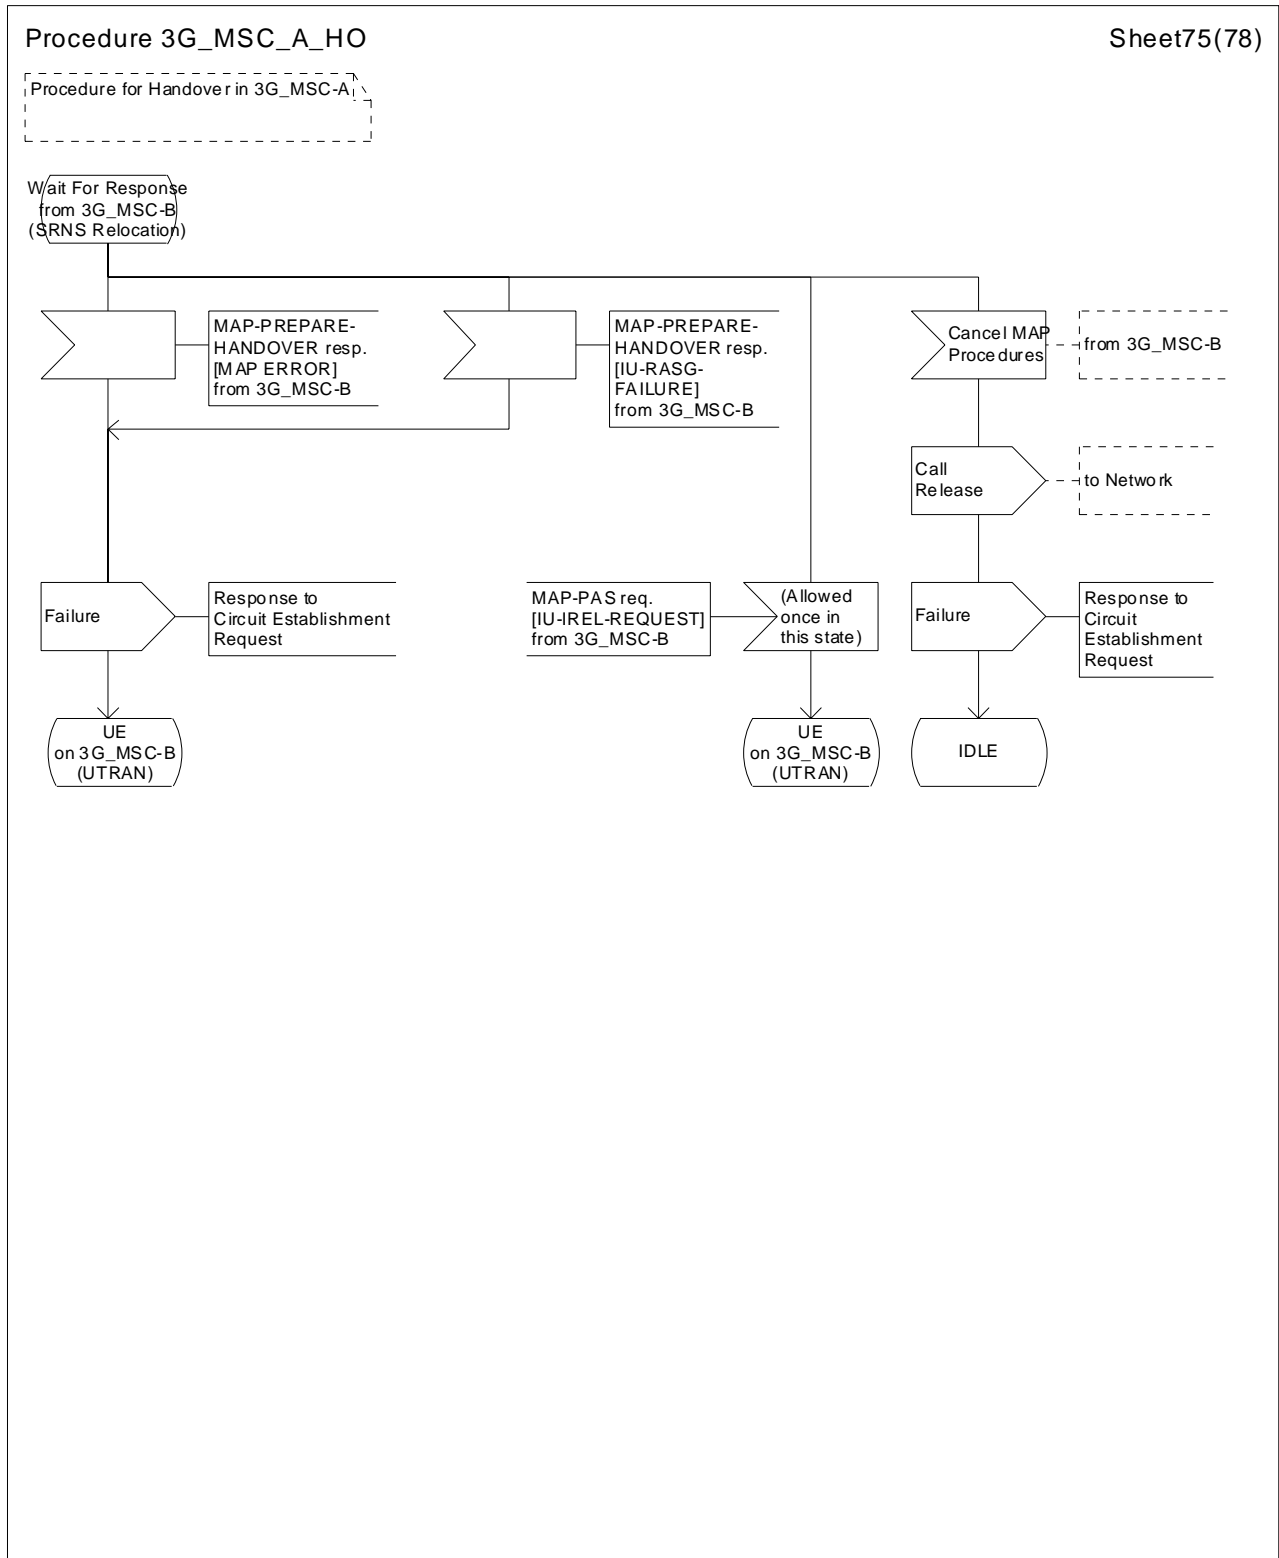 Procedure 3G_MSC_A_HO
Sheet75(78)
Procedure for Handover in 3G_MSC-A
Wait For Response
from 3G_MSC-B
(SRNS Relocation)
MAP-PREPARE-
HANDOVER resp.
[MAP ERROR]
from 3G_MSC-B
MAP-PREPARE-
HANDOVER resp.
[IU-RASG-
FAILURE]
from 3G_MSC-B
Cancel MAP
Procedures
from 3G_MSC-B
Call
Release
to Network
Failure
Response to
Circuit Establishment
Request
MAP-PAS req.
[IU-IREL-REQUEST]
from 3G_MSC-B
(Allowed
once in
this state)
Failure
Response to
Circuit
Establishment
Request
UE
on 3G_MSC-B
(UTRAN)
UE
on 3G_MSC-B
(UTRAN)
IDLE